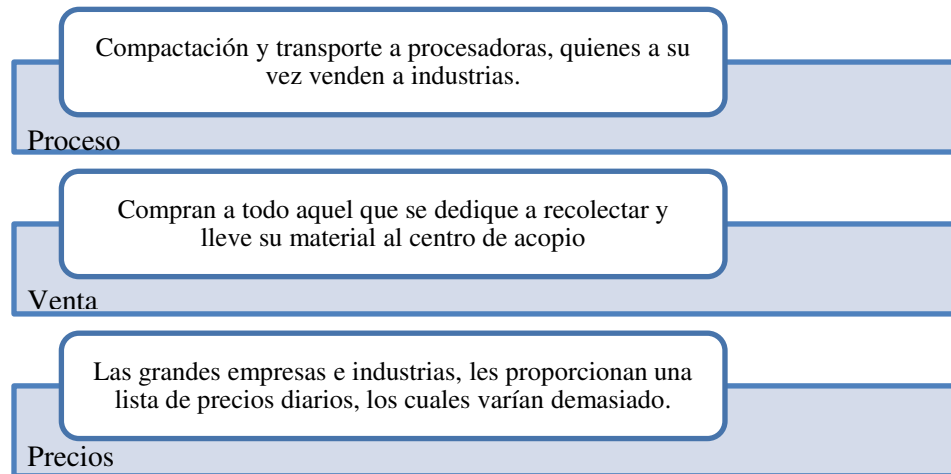 Compactación y transporte a procesadoras, quienes a su
vez venden a industrias.
Proceso
Compran a todo aquel que se dedique a recolectar y
lleve su material al centro de acopio
Venta
Las grandes empresas e industrias, les proporcionan una
lista de precios diarios, los cuales varían demasiado.
Precios